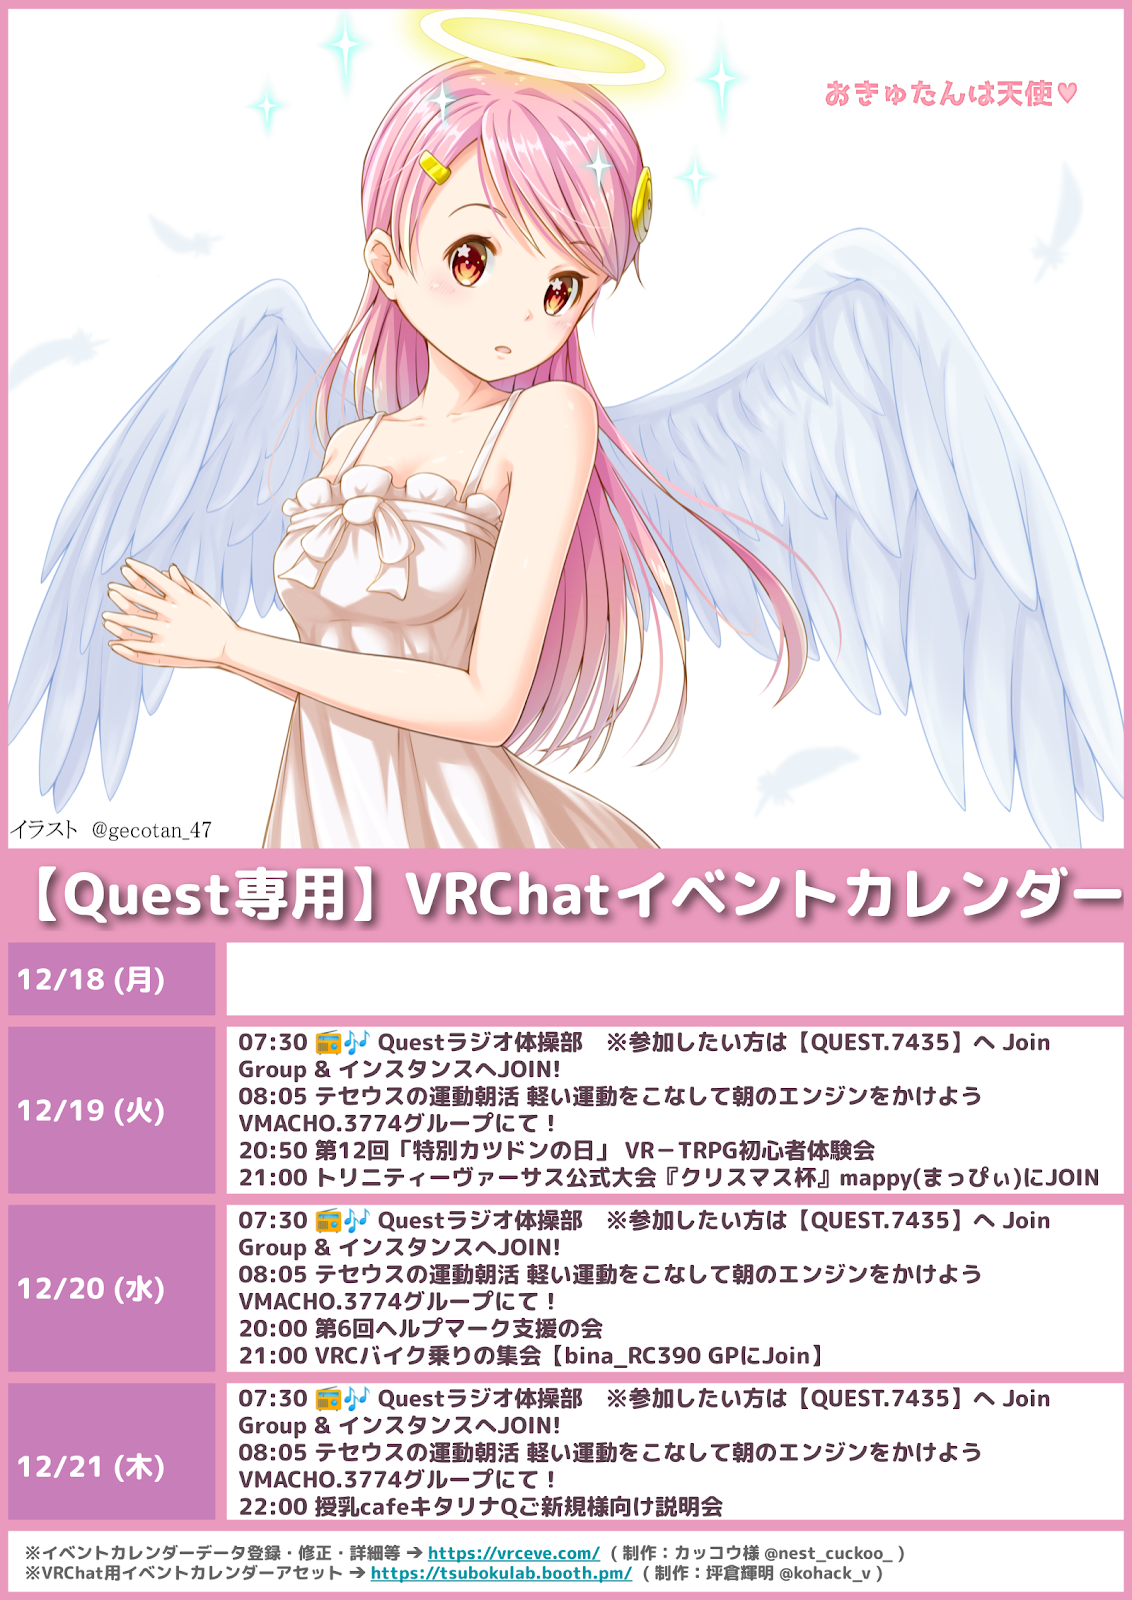 おきゅたんは天使♥
イラスト @gecotan_47
【Quest専用】VRChatイベントカレンダー
12/18 (月)
12/19 (火)
07:30 📻🎶 Questラジオ体操部　※参加したい方は【QUEST.7435】へ Join
Group & インスタンスへJOIN!
08:05 テセウスの運動朝活 軽い運動をこなして朝のエンジンをかけよう
VMACHO.3774グループにて！
20:50 第12回「特別カツドンの日」 VR－TRPG初心者体験会
21:00 トリニティーヴァーサス公式大会『クリスマス杯』mappy(まっぴぃ)にJOIN
12/20 (水)
07:30 📻🎶 Questラジオ体操部　※参加したい方は【QUEST.7435】へ Join
Group & インスタンスへJOIN!
08:05 テセウスの運動朝活 軽い運動をこなして朝のエンジンをかけよう
VMACHO.3774グループにて！
20:00 第6回ヘルプマーク支援の会
21:00 VRCバイク乗りの集会【bina_RC390 GPにJoin】
12/21 (木)
07:30 📻🎶 Questラジオ体操部　※参加したい方は【QUEST.7435】へ Join
Group & インスタンスへJOIN!
08:05 テセウスの運動朝活 軽い運動をこなして朝のエンジンをかけよう
VMACHO.3774グループにて！
22:00 授乳cafeキタリナQご新規様向け説明会
※イベントカレンダーデータ登録・修正・詳細等 ➔ https://vrceve.com/ ( 制作：カッコウ様 @nest_cuckoo_ )
※VRChat用イベントカレンダーアセット ➔ https://tsubokulab.booth.pm/ ( 制作：坪倉輝明 @kohack_v )